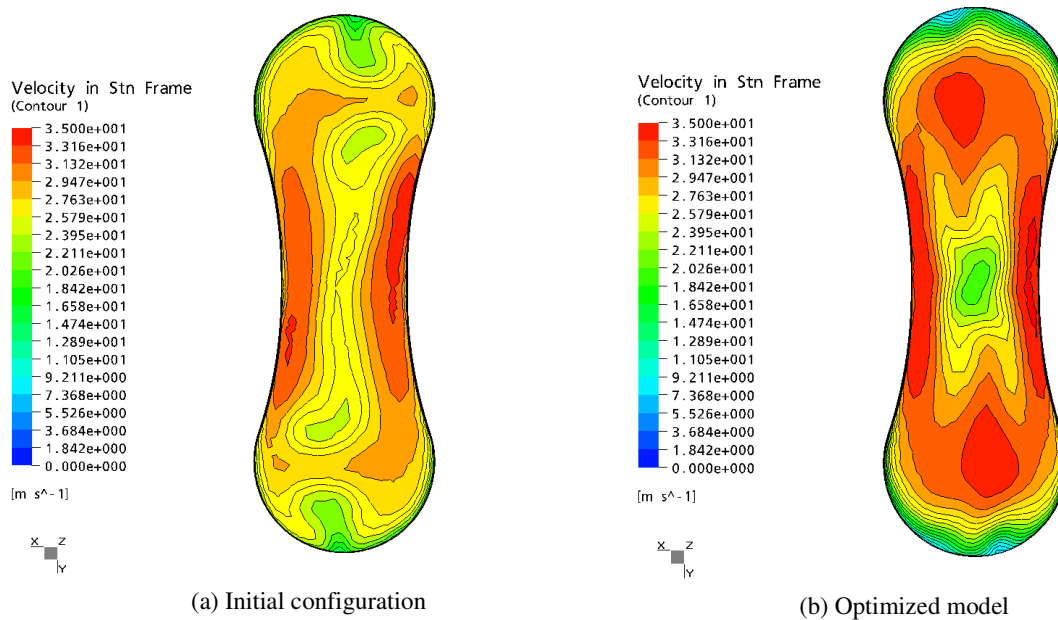 Velocity in Stn Frame
(Contour 1)
3.500e+001
3.316e+001
3.132e+001
2.947e+001
2.763e+001
2.579e+001
2.395e+001
2.211e+001
2.026e+001
1.842e+001
1.658e+001
1.474e+001
1.289e+001
1.105e+001
9.211e+000
7.368e+000
5.526e+000
3.684e+000
1.842e+000
0.000e+000
[m s^-1]
X Z
Y
(a) Initial configuration
Velocity in Stn Frame
(Contour 1)
3.500e+001
3.316e+001
3.132e+001
2.947e+001
2.763e+001
2.579e+001
2.395e+001
2.211e+001
2.026e+001
1.842e+001
1.658e+001
1.474e+001
1.289e+001
1.105e+001
9.211e+000
7.368e+000
5.526e+000
3.684e+000
1.842e+000
0.000e+000
[m s^-1]
X Z
Y
(b) Optimized model